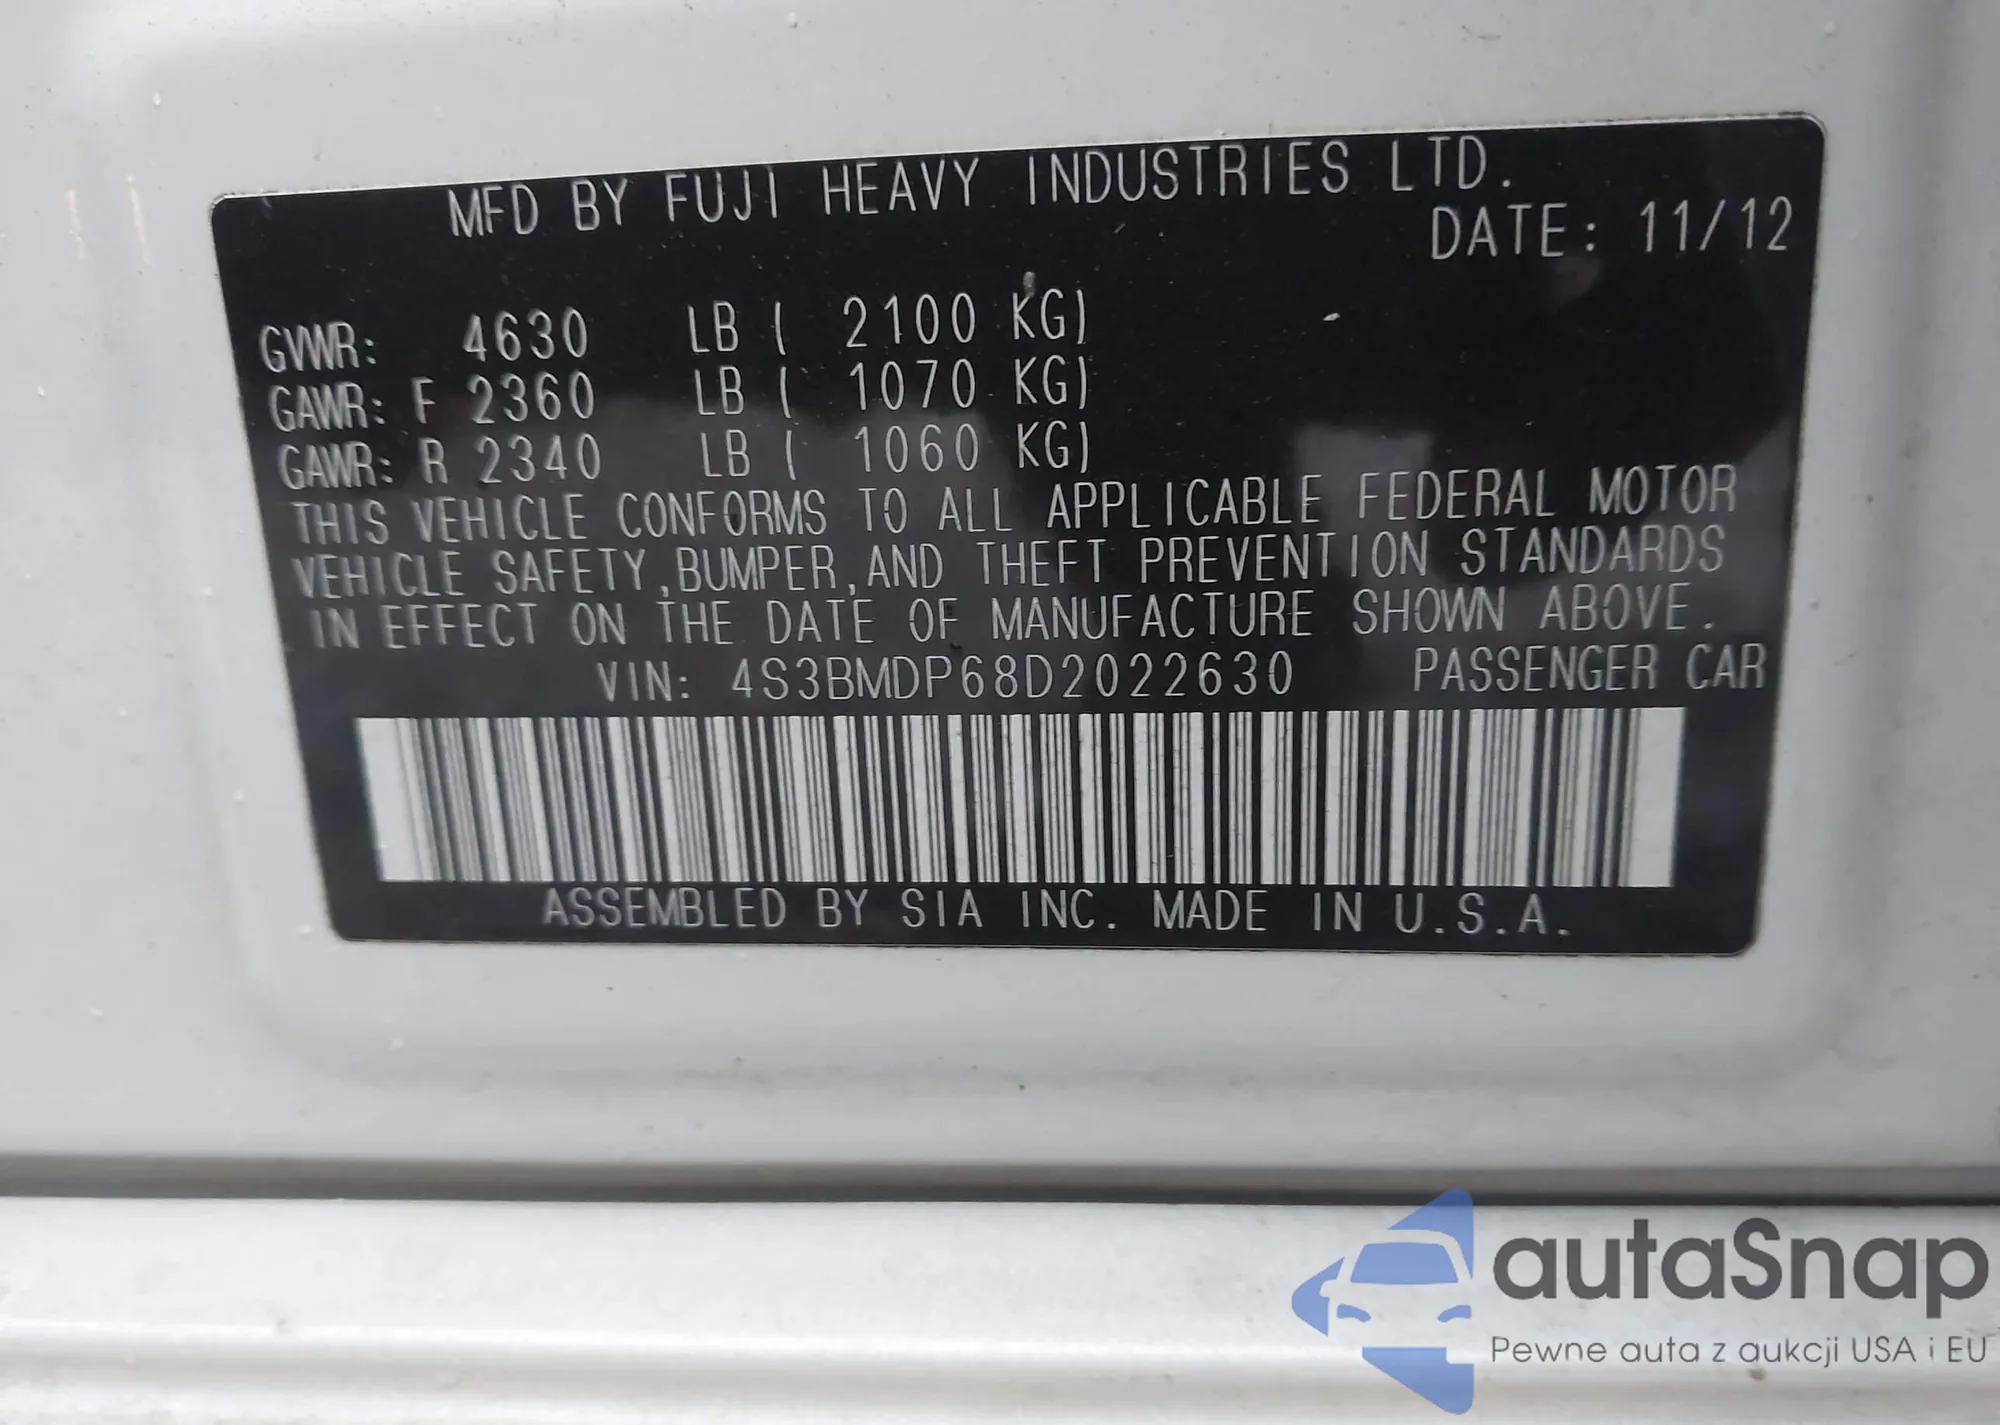 MFD BY FUJI HEAVY INDUSTRIES LTD.
DATE: 11/12
GVWR: 4630 LB ( 2100 KG)
GAWR: F 2360 LB ( 1070 KG)
GAWR: R 2340 LB ( 1060 KG)
THIS VEHICLE CONFORMS TO ALL APPLICABLE FEDERAL MOTOR
VEHICLE SAFETY,BUMPER,AND THEFT PREVENTION STANDARDS
IN EFFECT ON THE DATE OF MANUFACTURE SHOWN ABOVE.
VIN: 4S3BMDP68D2022630 PASSENGER CAR
ASSEMBLED BY SIA INC. MADE IN U.S.A.
autaSnap
Pewne auta z aukcji USA i EU